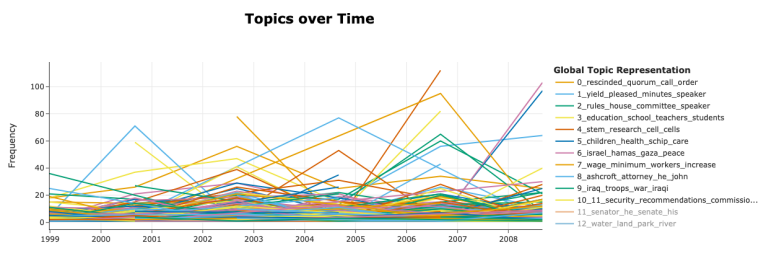 Topics over Time
Global Topic Representation
0_rescinded_quorum_call_order
1_yield_pleased_minutes_speaker
2_rules_house_committee_speaker
3_education_school_teachers_students
4_stem_research_cell_cells
5_children_health_schip_care
6_israel_hamas_gaza_peace
7_wage_minimum_workers_increase
8_ashcroft_attorney_he_john
9_iraq_troops_war_iraqi
10_11_security_recommendations_commissio...
11_senator_he_senate_his
12_water_land_park_river
Frequency
100
80
60
40
20
0
1999 2000 2001 2002 2003 2004 2005 2006 2007 2008